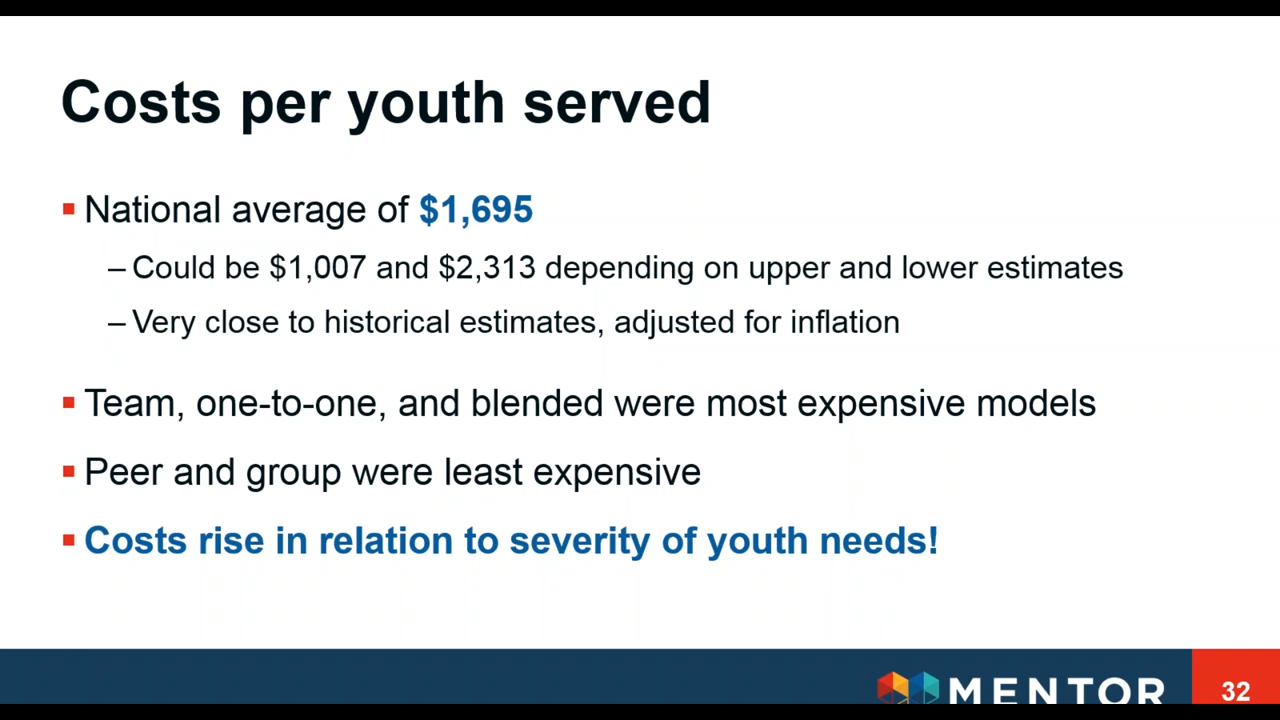 Costs per youth served
▪ National average of $1,695
– Could be $1,007 and $2,313 depending on upper and lower estimates
– Very close to historical estimates, adjusted for inflation
▪ Team, one-to-one, and blended were most expensive models
▪ Peer and group were least expensive
▪ Costs rise in relation to severity of youth needs!
MENTOR
32